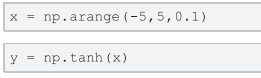 x = np.arange(-5,5,0.1)
y = np.tanh(x)